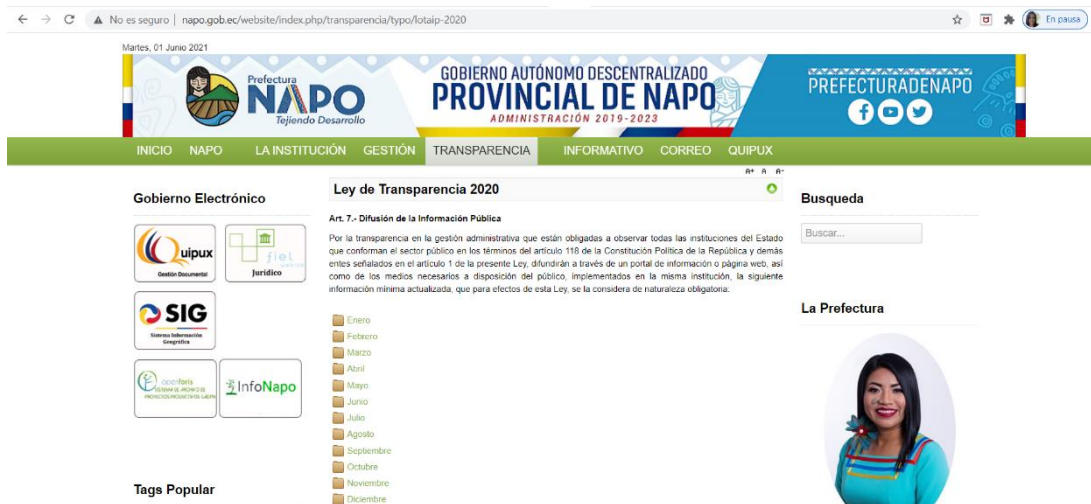 No es seguro | napo.gob.ec/website/index.php/transparencia/typo/lotaip-2020
En pausa
Martes, 01 Junio 2021
Prefectura
NAPO
Tejiendo Desarrollo
GOBIERNO AUTÓNOMO DESCENTRALIZADO
PROVINCIAL DE NAPO
ADMINISTRACIÓN 2019-2023
PREFECTURADENAPO
INICIO NAPO LA INSTITUCIÓN GESTIÓN TRANSPARENCIA INFORMATIVO CORREO QUIPUX
A+ A A-
Gobierno Electrónico
Quipux
Gestión Documental
fiel
Jurídico
SIG
Sistema Información
Geográfica
openforis
InfoNapo
Tags Popular
Ley de Transparencia 2020
Art. 7.- Difusión de la Información Pública
Por la transparencia en la gestión administrativa que están obligadas a observar todas las instituciones del Estado
que conforman el sector público en los términos del artículo 118 de la Constitución Política de la República y demás
entes señalados en el artículo 1 de la presente Ley, difundirán a través de un portal de información o página web, así
como de los medios necesarios a disposición del público, implementados en la misma institución, la siguiente
información mínima actualizada, que para efectos de esta Ley, se la considera de naturaleza obligatoria:
Enero
Febrero
Marzo
Abril
Mayo
Junio
Julio
Agosto
Septiembre
Octubre
Noviembre
Diciembre
Busqueda
Buscar...
La Prefectura